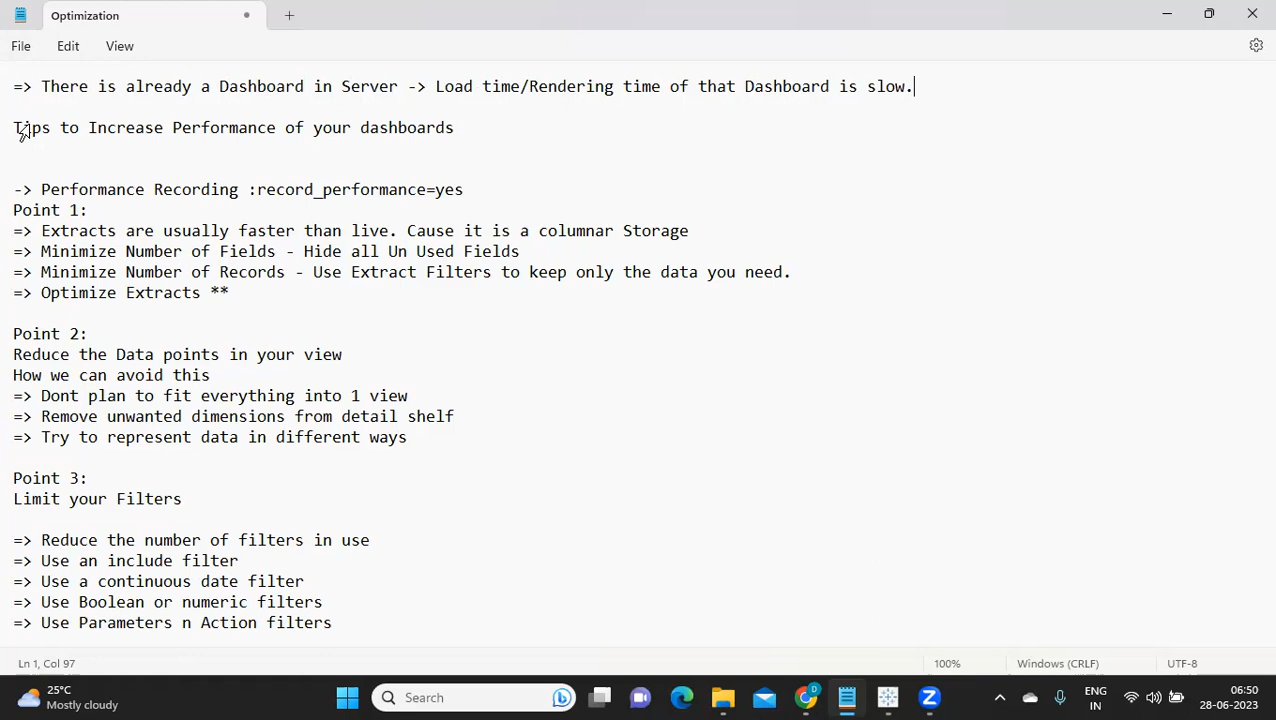 Optimization
File Edit View
=> There is already a Dashboard in Server -> Load time/Rendering time of that Dashboard is slow.
Tips to Increase Performance of your dashboards
-> Performance Recording :record_performance=yes
Point 1:
=> Extracts are usually faster than live. Cause it is a columnar Storage
=> Minimize Number of Fields - Hide all Un Used Fields
=> Minimize Number of Records - Use Extract Filters to keep only the data you need.
=> Optimize Extracts **
Point 2:
Reduce the Data points in your view
How we can avoid this
=> Dont plan to fit everything into 1 view
=> Remove unwanted dimensions from detail shelf
=> Try to represent data in different ways
Point 3:
Limit your Filters
=> Reduce the number of filters in use
=> Use an include filter
=> Use a continuous date filter
=> Use Boolean or numeric filters
=> Use Parameters n Action filters
Ln 1, Col 97 100% Windows (CRLF) UTF-8
25°C
Mostly cloudy
Search
ENG
IN
06:50
28-06-2023